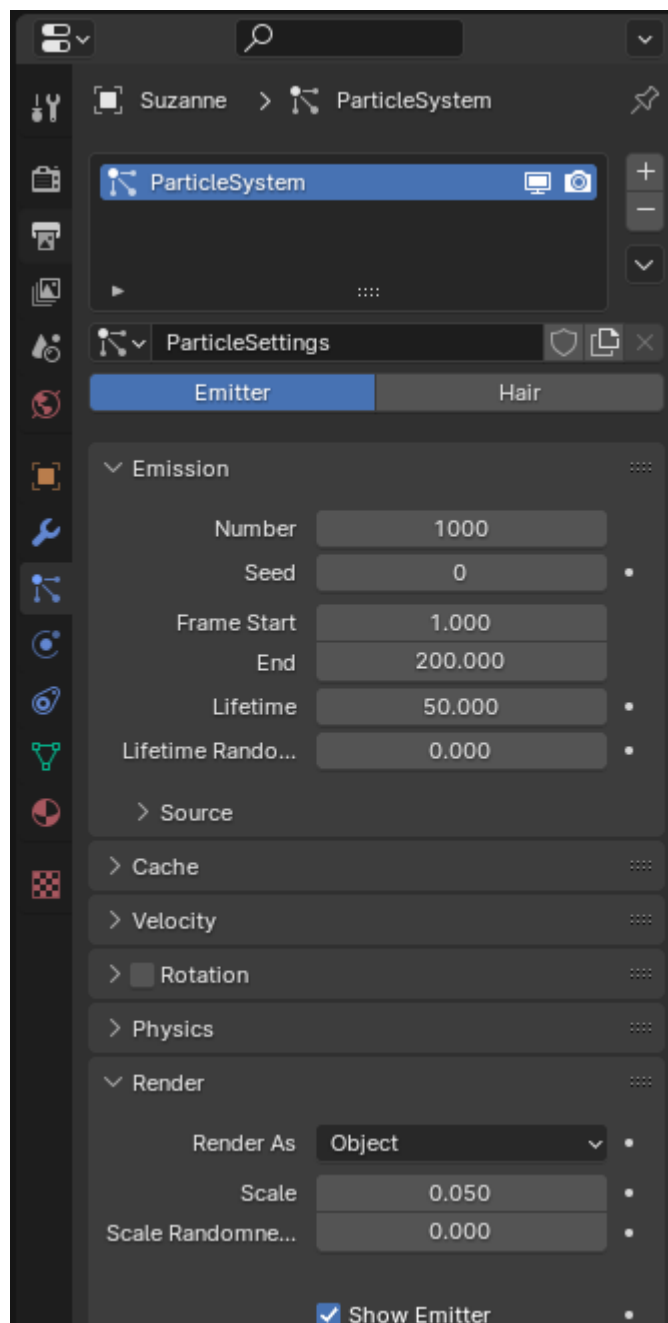 Suzanne > ParticleSystem
ParticleSystem
ParticleSettings
Emitter Hair
Emission
Number 1000
Seed 0
Frame Start 1.000
End 200.000
Lifetime 50.000
Lifetime Rando... 0.000
Source
Cache
Velocity
Rotation
Physics
Render
Render As Object
Scale 0.050
Scale Randomne... 0.000
Show Emitter